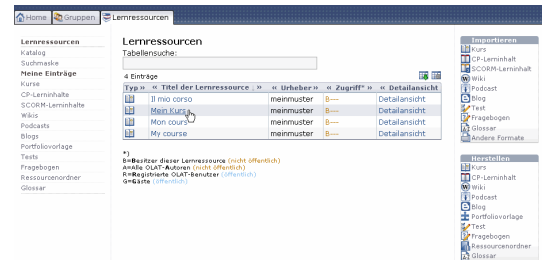 Home Gruppen Lernressourcen
Lernressourcen
Katalog
Suchmaske
Meine Einträge
Kurse
CP-Lerninhalte
SCORM-Lerninhalte
Wikis
Podcasts
Blogs
Portfoliovorlage
Tests
Fragebogen
Ressourcenordner
Glossar
Lernressourcen
Tabellensuche:
4 Einträge
Typ » « Titel der Lernressource ↓ » « Urheber » « Zugriff* » « Detailansicht
Il mio corso meinmuster B--- Detailansicht
Mein Kurs meinmuster B--- Detailansicht
Mon cours meinmuster B--- Detailansicht
My course meinmuster B--- Detailansicht
*)
B=Besitzer dieser Lernressource (nicht öffentlich)
A=Alle OLAT-Autoren (nicht öffentlich)
R=Registrierte OLAT-Benutzer (öffentlich)
G=Gäste (öffentlich)
Importieren
Kurs
CP-Lerninhalt
SCORM-Lerninhalt
Wiki
Podcast
Blog
Test
Fragebogen
Glossar
Andere Formate
Herstellen
Kurs
CP-Lerninhalt
Wiki
Podcast
Blog
Portfoliovorlage
Test
Fragebogen
Ressourcenordner
Glossar